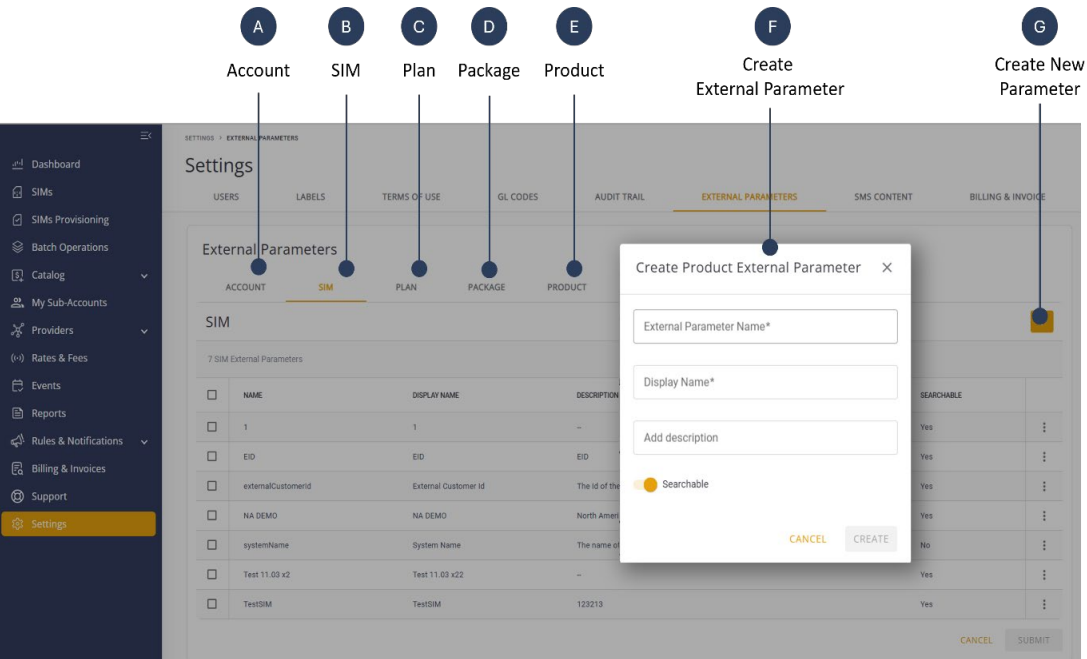 A
B
C
D
E
F
G
Account
SIM
Plan
Package
Product
Create
External Parameter
Create New
Parameter
Dashboard
SIMs
SIMs Provisioning
Batch Operations
Catalog
My Sub-Accounts
Providers
Rates & Fees
Events
Reports
Rules & Notifications
Billing & Invoices
Support
Settings
SETTINGS > EXTERNAL PARAMETERS
Settings
USERS
LABELS
TERMS OF USE
GL CODES
AUDIT TRAIL
EXTERNAL PARAMETERS
SMS CONTENT
BILLING & INVOICE
External Parameters
ACCOUNT
SIM
PLAN
PACKAGE
PRODUCT
SIM
7 SIM External Parameters
NAME
DISPLAY NAME
DESCRIPTION
SEARCHABLE
1
1
–
Yes
EID
EID
EID
Yes
externalCustomerId
External Customer Id
The Id of the
Yes
NA DEMO
NA DEMO
North Ameri
Yes
systemName
System Name
The name of
No
Test 11.03 x2
Test 11.03 x22
–
Yes
TestSIM
TestSIM
123213
Yes
CANCEL
SUBMIT
Create Product External Parameter
External Parameter Name*
Display Name*
Add description
Searchable
CANCEL
CREATE